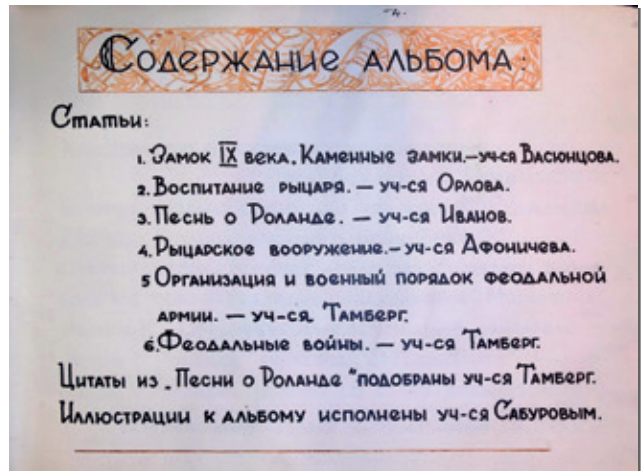 -4-
Содержание альбома:
Статьи:
1. Замок IX века. Каменные замки. — уч-ся Васюнцова.
2. Воспитание рыцаря. — уч-ся Орлова.
3. Песнь о Роланде. — уч-ся Иванов.
4. Рыцарское вооружение. — уч-ся Афоничева.
5 Организация и военный порядок феодальной
армии. — уч-ся Тамберг.
6. Феодальные войны. — уч-ся Тамберг.
Цитаты из „Песни о Роланде" подобраны уч-ся Тамберг.
Иллюстрации к альбому исполнены уч-ся Сабуровым.